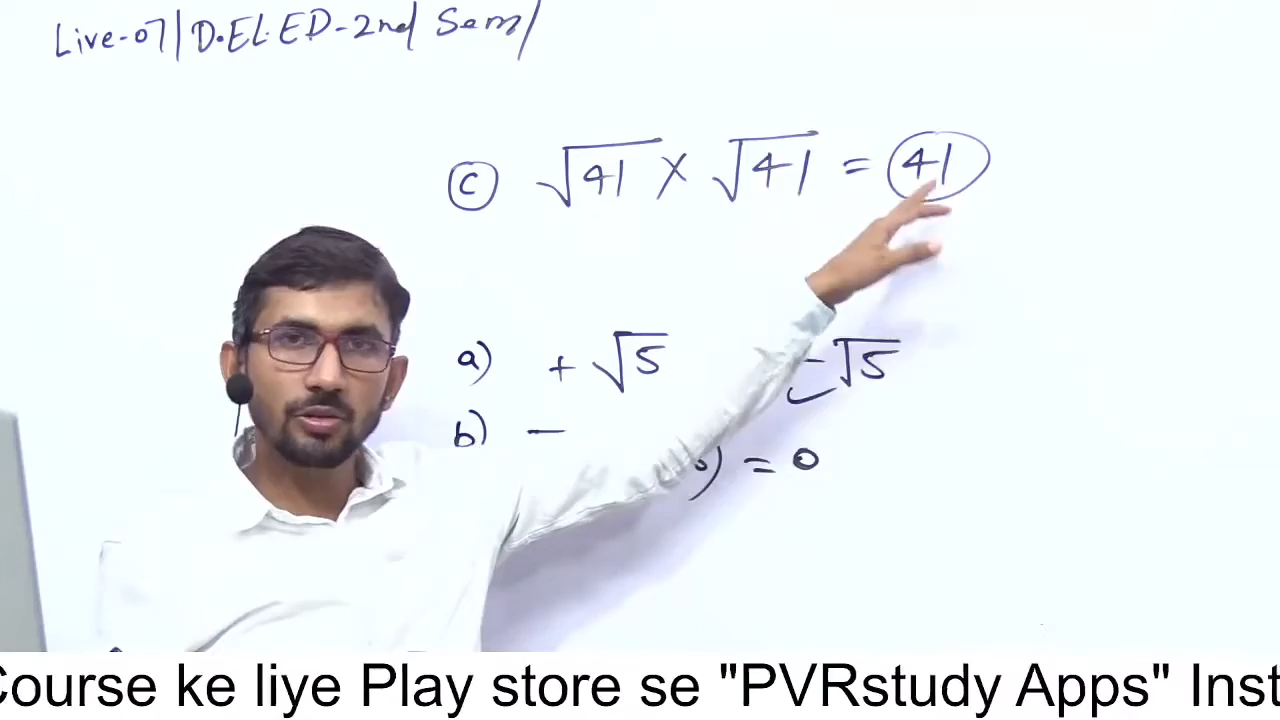 Live-07|D.EL.ED-2nd Sem/
c √41 × √41 = 41
a) + √5 - √5
b) - ) = 0
Course ke liye Play store se "PVRstudy Apps" Inst